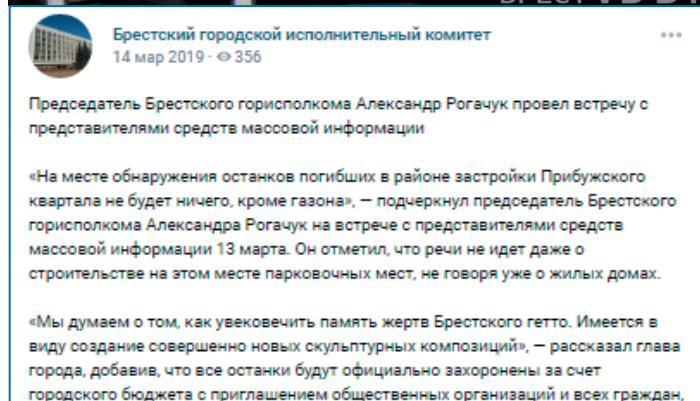 Брестский городской исполнительный комитет
14 мар 2019 · 356
Председатель Брестского горисполкома Александр Рогачук провел встречу с
представителями средств массовой информации
«На месте обнаружения останков погибших в районе застройки Прибужского
квартала не будет ничего, кроме газона», — подчеркнул председатель Брестского
горисполкома Александра Рогачук на встрече с представителями средств
массовой информации 13 марта. Он отметил, что речи не идет даже о
строительстве на этом месте парковочных мест, не говоря уже о жилых домах.
«Мы думаем о том, как увековечить память жертв Брестского гетто. Имеется в
виду создание совершенно новых скульптурных композиций», — рассказал глава
города, добавив, что все останки будут официально захоронены за счет
городского бюджета с приглашением общественных организаций и всех граждан,